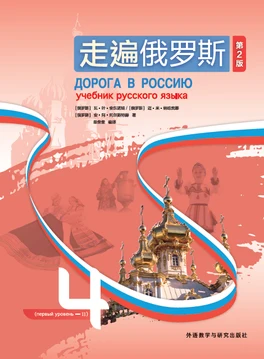 走遍俄罗斯
第2版
ДОРОГА В РОССИЮ
учебник русского языка
4
(первый уровень — II)
外语教学与研究出版社